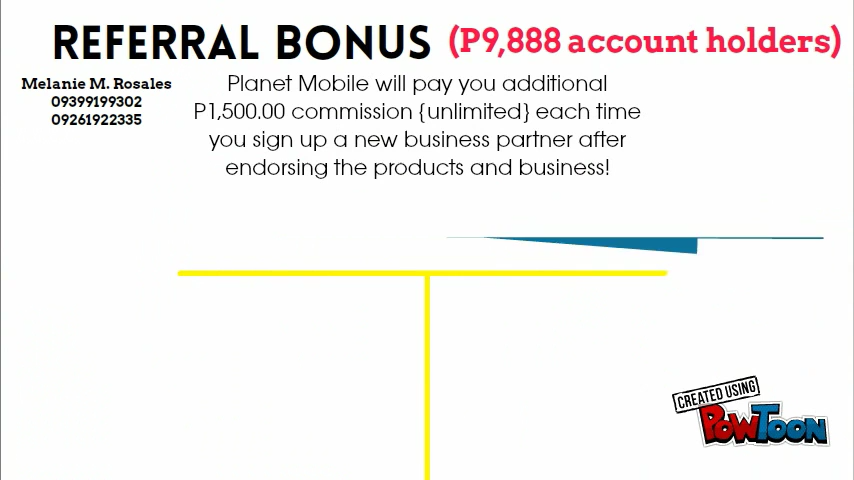 REFERRAL BONUS (P9,888 account holders)
Melanie M. Rosales
09399199302
09261922335
Planet Mobile will pay you additional
P1,500.00 commission {unlimited} each time
you sign up a new business partner after
endorsing the products and business!
CREATED USING
POWTOON